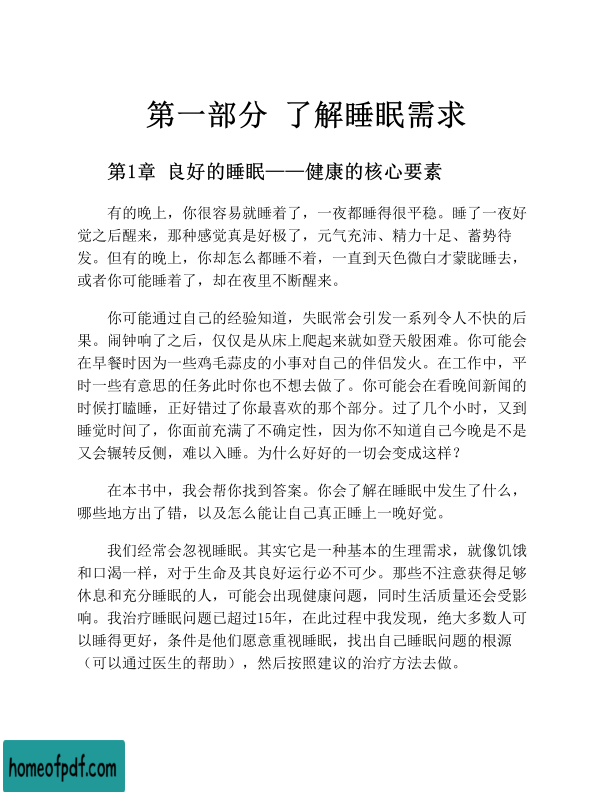 第一部分 了解睡眠需求
第1章 良好的睡眠——健康的核心要素
有的晚上，你很容易就睡着了，一夜都睡得很平稳。睡了一夜好
觉之后醒来，那种感觉真是好极了，元气充沛、精力十足、蓄势待
发。但有的晚上，你却怎么都睡不着，一直到天色微白才蒙眬睡去，
或者你可能睡着了，却在夜里不断醒来。
你可能通过自己的经验知道，失眠常会引发一系列令人不快的后
果。闹钟响了之后，仅仅是从床上爬起来就如登天般困难。你可能会
在早餐时因为一些鸡毛蒜皮的小事对自己的伴侣发火。在工作中，平
时一些有意思的任务此时你也不想去做了。你可能会在看晚间新闻的
时候打瞌睡，正好错过了你最喜欢的那个部分。过了几个小时，又到
睡觉时间了，你面前充满了不确定性，因为你不知道自己今晚是不是
又会辗转反侧，难以入睡。为什么好好的一切会变成这样？
在本书中，我会帮你找到答案。你会了解在睡眠中发生了什么，
哪些地方出了错，以及怎么能让自己真正睡上一晚好觉。
我们经常会忽视睡眠。其实它是一种基本的生理需求，就像饥饿
和口渴一样，对于生命及其良好运行必不可少。那些不注意获得足够
休息和充分睡眠的人，可能会出现健康问题，同时生活质量还会受影
响。我治疗睡眠问题已超过15年，在此过程中我发现，绝大多数人可
以睡得更好，条件是他们愿意重视睡眠，找出自己睡眠问题的根源
（可以通过医生的帮助），然后按照建议的治疗方法去做。
homeofpdf.com